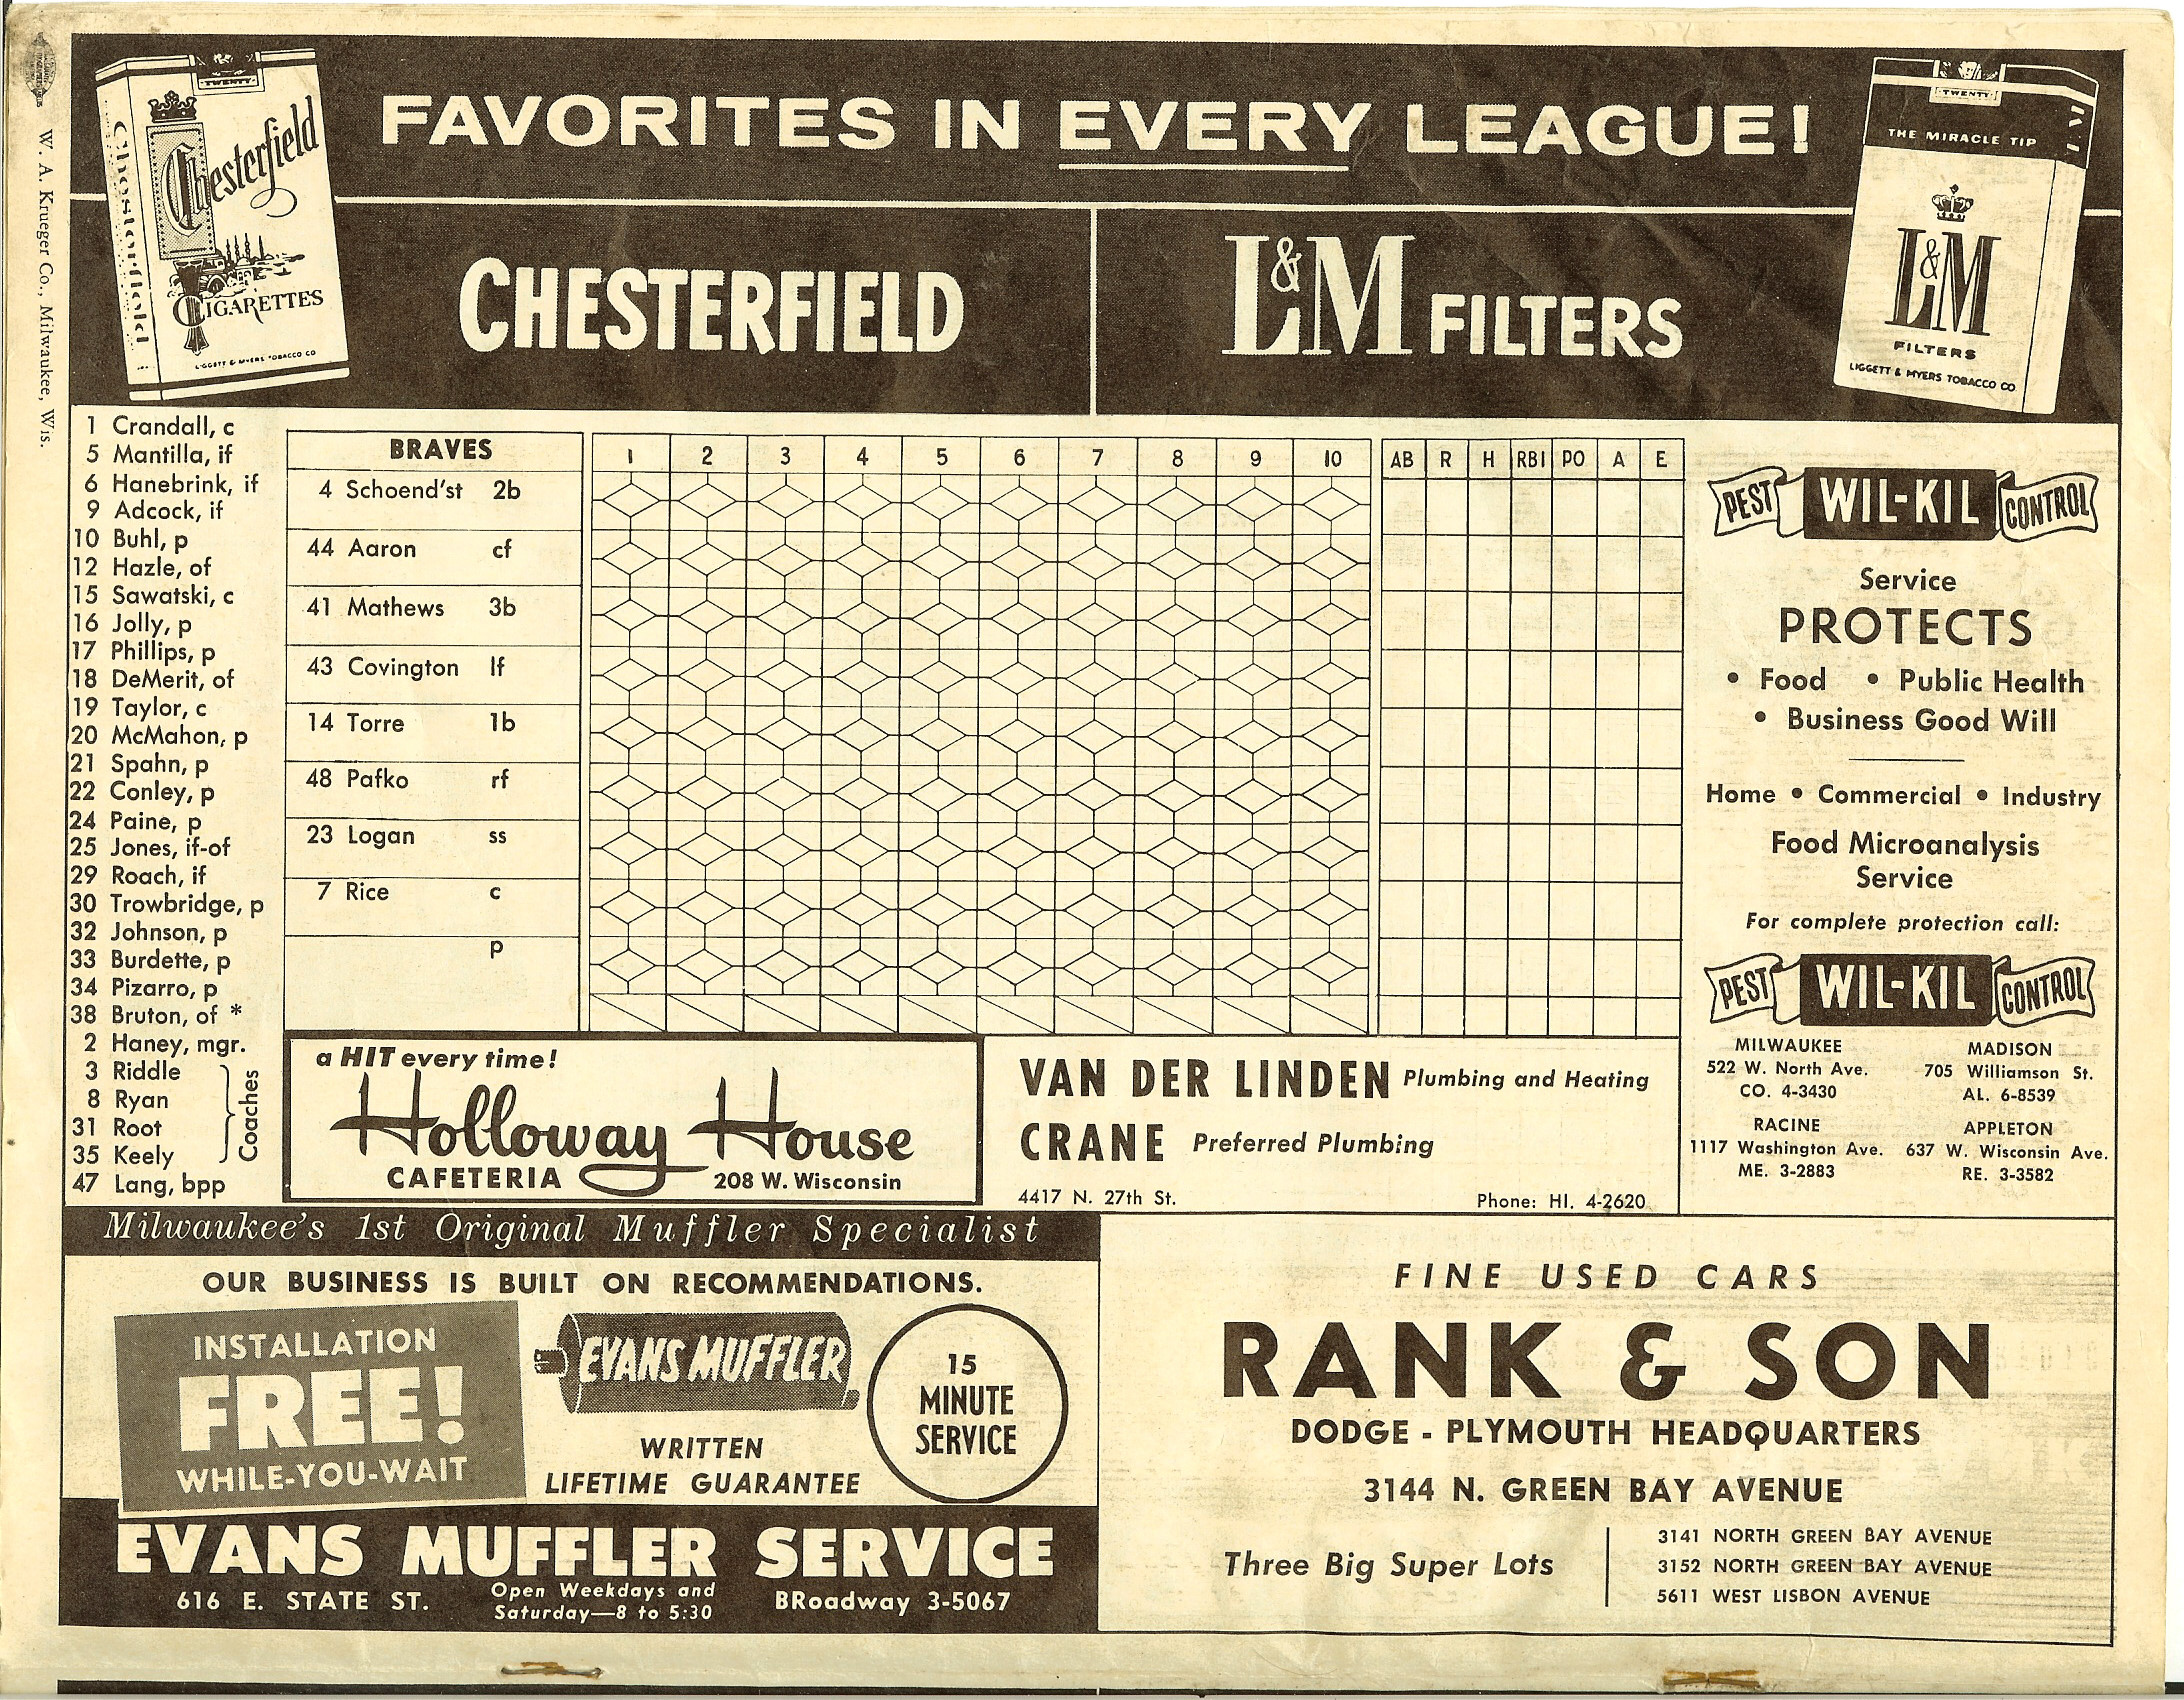 W. A. Krueger Co., Milwaukee, Wis.
TWENTY
Chesterfield
Chesterfield
CIGARETTES
LIGGETT & MYERS TOBACCO CO
FAVORITES IN EVERY LEAGUE!
TWENTY
THE MIRACLE TIP
L&M
L&M
FILTERS
LIGGETT & MYERS TOBACCO CO
CHESTERFIELD
L&M FILTERS
1 Crandall, c
5 Mantilla, if
6 Hanebrink, if
9 Adcock, if
10 Buhl, p
12 Hazle, of
15 Sawatski, c
16 Jolly, p
17 Phillips, p
18 DeMerit, of
19 Taylor, c
20 McMahon, p
21 Spahn, p
22 Conley, p
24 Paine, p
25 Jones, if-of
29 Roach, if
30 Trowbridge, p
32 Johnson, p
33 Burdette, p
34 Pizarro, p
38 Bruton, of *
2 Haney, mgr.
3 Riddle
8 Ryan
31 Root
35 Keely
Coaches
47 Lang, bpp
BRAVES 1 2 3 4 5 6 7 8 9 10 AB R H RBI PO A E
4 Schoend'st 2b
44 Aaron cf
41 Mathews 3b
43 Covington lf
14 Torre 1b
48 Pafko rf
23 Logan ss
7 Rice c
p
PEST WIL-KIL CONTROL
Service
PROTECTS
• Food • Public Health
• Business Good Will
Home • Commercial • Industry
Food Microanalysis
Service
For complete protection call:
PEST WIL-KIL CONTROL
MILWAUKEE
522 W. North Ave.
CO. 4-3430
MADISON
705 Williamson St.
AL. 6-8539
RACINE
1117 Washington Ave.
ME. 3-2883
APPLETON
637 W. Wisconsin Ave.
RE. 3-3582
a HIT every time!
Holloway House
CAFETERIA 208 W. Wisconsin
VAN DER LINDEN Plumbing and Heating
CRANE Preferred Plumbing
4417 N. 27th St. Phone: HI. 4-2620
Milwaukee's 1st Original Muffler Specialist
OUR BUSINESS IS BUILT ON RECOMMENDATIONS.
INSTALLATION
FREE!
WHILE-YOU-WAIT
EVANS MUFFLER
WRITTEN
LIFETIME GUARANTEE
15
MINUTE
SERVICE
EVANS MUFFLER SERVICE
616 E. STATE ST.
Open Weekdays and
Saturday—8 to 5:30
BRoadway 3-5067
FINE USED CARS
RANK & SON
DODGE - PLYMOUTH HEADQUARTERS
3144 N. GREEN BAY AVENUE
Three Big Super Lots
3141 NORTH GREEN BAY AVENUE
3152 NORTH GREEN BAY AVENUE
5611 WEST LISBON AVENUE